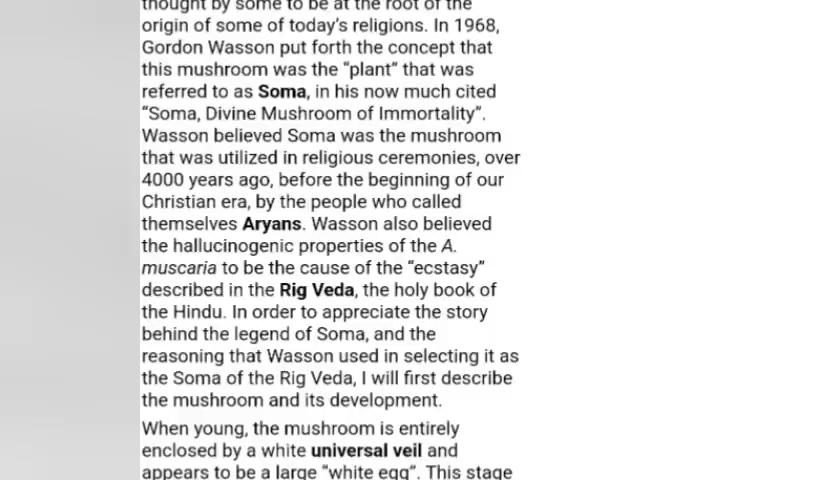 thought by some to be at the root of the
origin of some of today's religions. In 1968,
Gordon Wasson put forth the concept that
this mushroom was the “plant” that was
referred to as Soma, in his now much cited
“Soma, Divine Mushroom of Immortality”.
Wasson believed Soma was the mushroom
that was utilized in religious ceremonies, over
4000 years ago, before the beginning of our
Christian era, by the people who called
themselves Aryans. Wasson also believed
the hallucinogenic properties of the A.
muscaria to be the cause of the “ecstasy”
described in the Rig Veda, the holy book of
the Hindu. In order to appreciate the story
behind the legend of Soma, and the
reasoning that Wasson used in selecting it as
the Soma of the Rig Veda, I will first describe
the mushroom and its development.
When young, the mushroom is entirely
enclosed by a white universal veil and
appears to be a large “white egg”. This stage